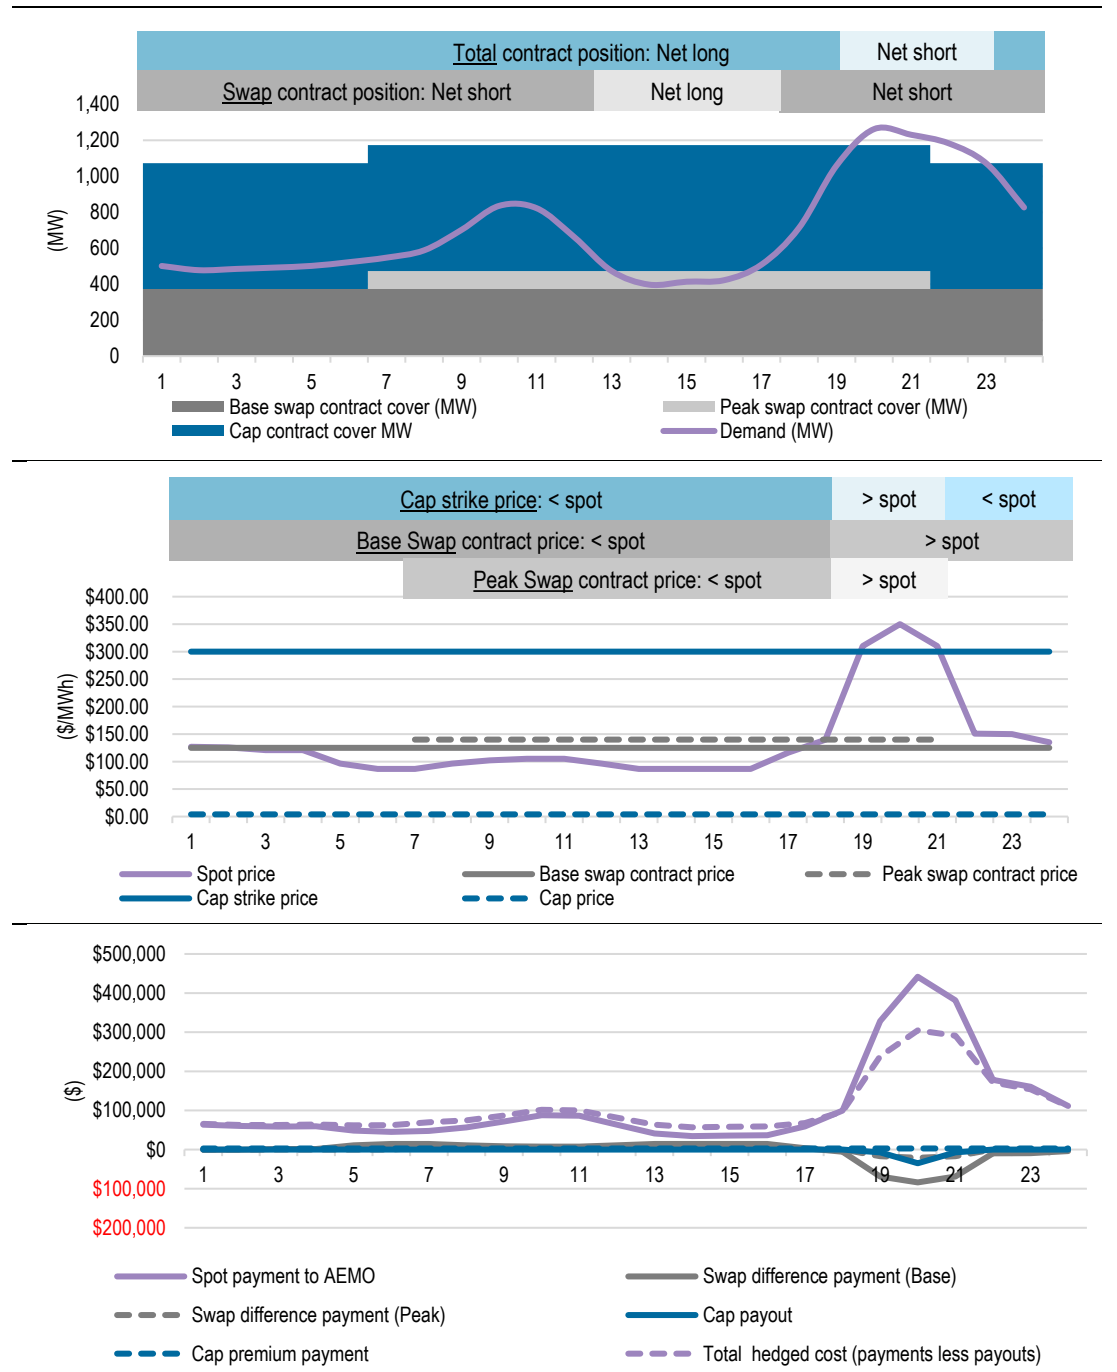 Total contract position: Net long Net short
Swap contract position: Net short Net long Net short
1,400
1,200
1,000
800
600
400
200
0
(MW)
1 3 5 7 9 11 13 15 17 19 21 23
Base swap contract cover (MW) Peak swap contract cover (MW)
Cap contract cover MW Demand (MW)
Cap strike price: < spot > spot < spot
Base Swap contract price: < spot > spot
Peak Swap contract price: < spot > spot
$400.00
$350.00
$300.00
$250.00
$200.00
$150.00
$100.00
$50.00
$0.00
($/MWh)
1 3 5 7 9 11 13 15 17 19 21 23
Spot price Base swap contract price Peak swap contract price
Cap strike price Cap price
$500,000
$400,000
$300,000
$200,000
$100,000
$0
$100,000
$200,000
($)
1 3 5 7 9 11 13 15 17 19 21 23
Spot payment to AEMO Swap difference payment (Base)
Swap difference payment (Peak) Cap payout
Cap premium payment Total hedged cost (payments less payouts)